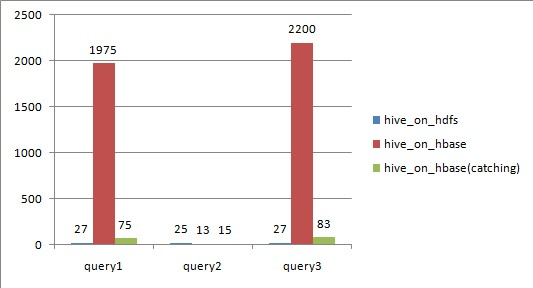 2500
2000
1500
1000
500
0
27 1975 75
25 13 15
27 2200 83
query1 query2 query3
hive_on_hdfs
hive_on_hbase
hive_on_hbase(catching)